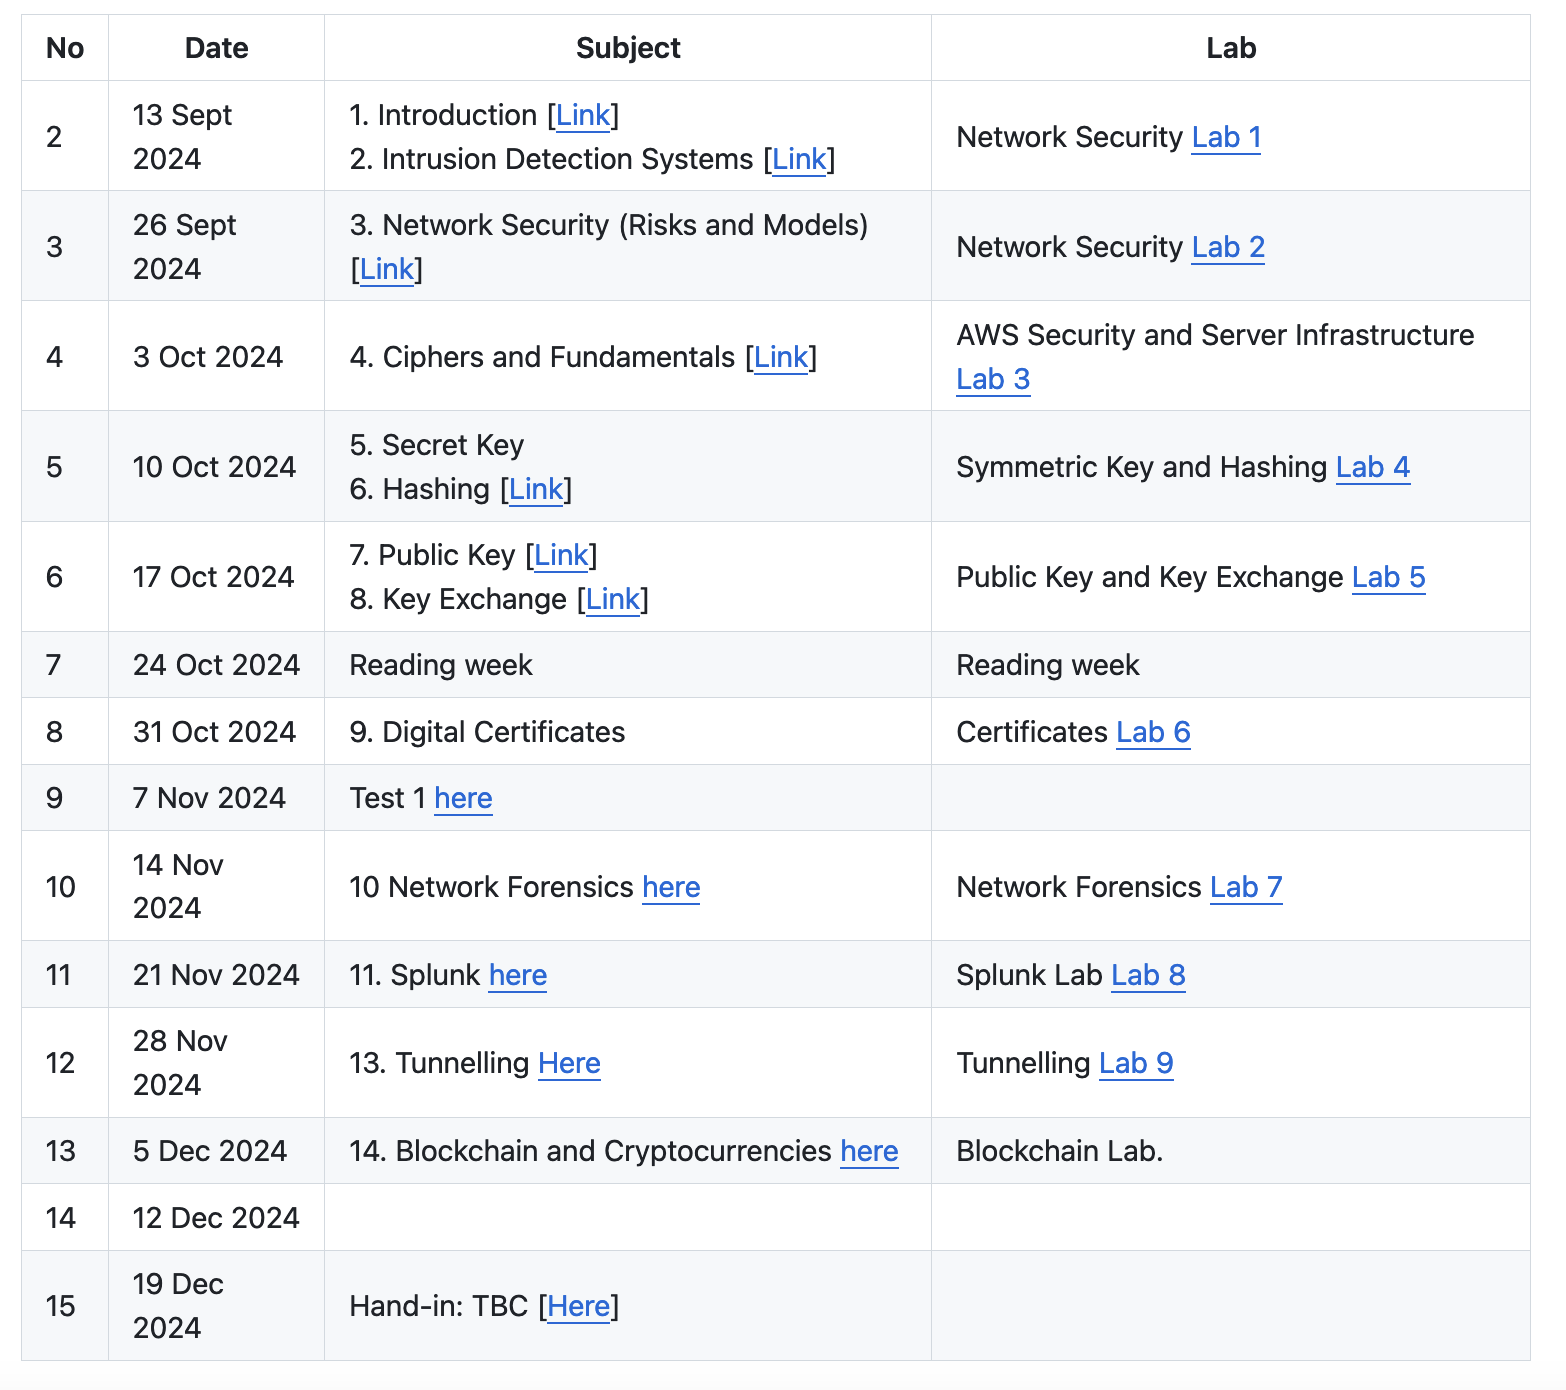 No Date Subject Lab
2 13 Sept 2024 1. Introduction [Link] 2. Intrusion Detection Systems [Link] Network Security Lab 1
3 26 Sept 2024 3. Network Security (Risks and Models) [Link] Network Security Lab 2
4 3 Oct 2024 4. Ciphers and Fundamentals [Link] AWS Security and Server Infrastructure Lab 3
5 10 Oct 2024 5. Secret Key 6. Hashing [Link] Symmetric Key and Hashing Lab 4
6 17 Oct 2024 7. Public Key [Link] 8. Key Exchange [Link] Public Key and Key Exchange Lab 5
7 24 Oct 2024 Reading week Reading week
8 31 Oct 2024 9. Digital Certificates Certificates Lab 6
9 7 Nov 2024 Test 1 here
10 14 Nov 2024 10 Network Forensics here Network Forensics Lab 7
11 21 Nov 2024 11. Splunk here Splunk Lab Lab 8
12 28 Nov 2024 13. Tunnelling Here Tunnelling Lab 9
13 5 Dec 2024 14. Blockchain and Cryptocurrencies here Blockchain Lab.
14 12 Dec 2024
15 19 Dec 2024 Hand-in: TBC [Here]